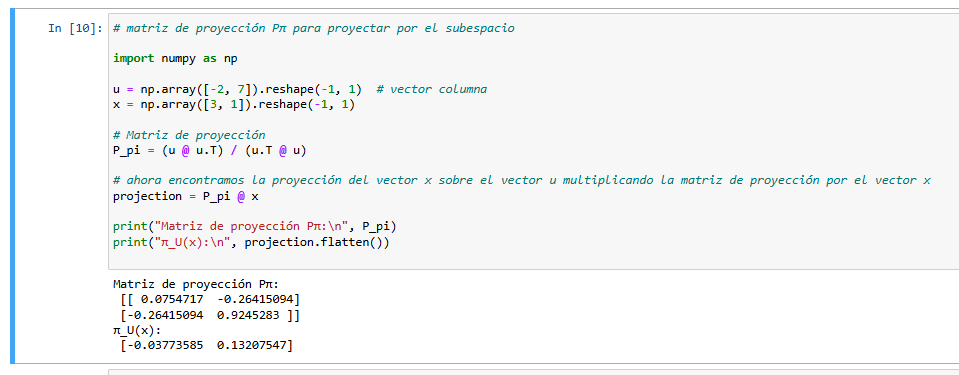 In [10]: # matriz de proyección Pπ para proyectar por el subespacio
import numpy as np
u = np.array([-2, 7]).reshape(-1, 1)  # vector columna
x = np.array([3, 1]).reshape(-1, 1)
# Matriz de proyección
P_pi = (u @ u.T) / (u.T @ u)
# ahora encontramos la proyección del vector x sobre el vector u multiplicando la matriz de proyección por el vector x
projection = P_pi @ x
print("Matriz de proyección Pπ:\n", P_pi)
print("π_U(x):\n", projection.flatten())
Matriz de proyección Pπ:
[[ 0.0754717  -0.26415094]
[-0.26415094  0.9245283 ]]
π_U(x):
[-0.03773585  0.13207547]